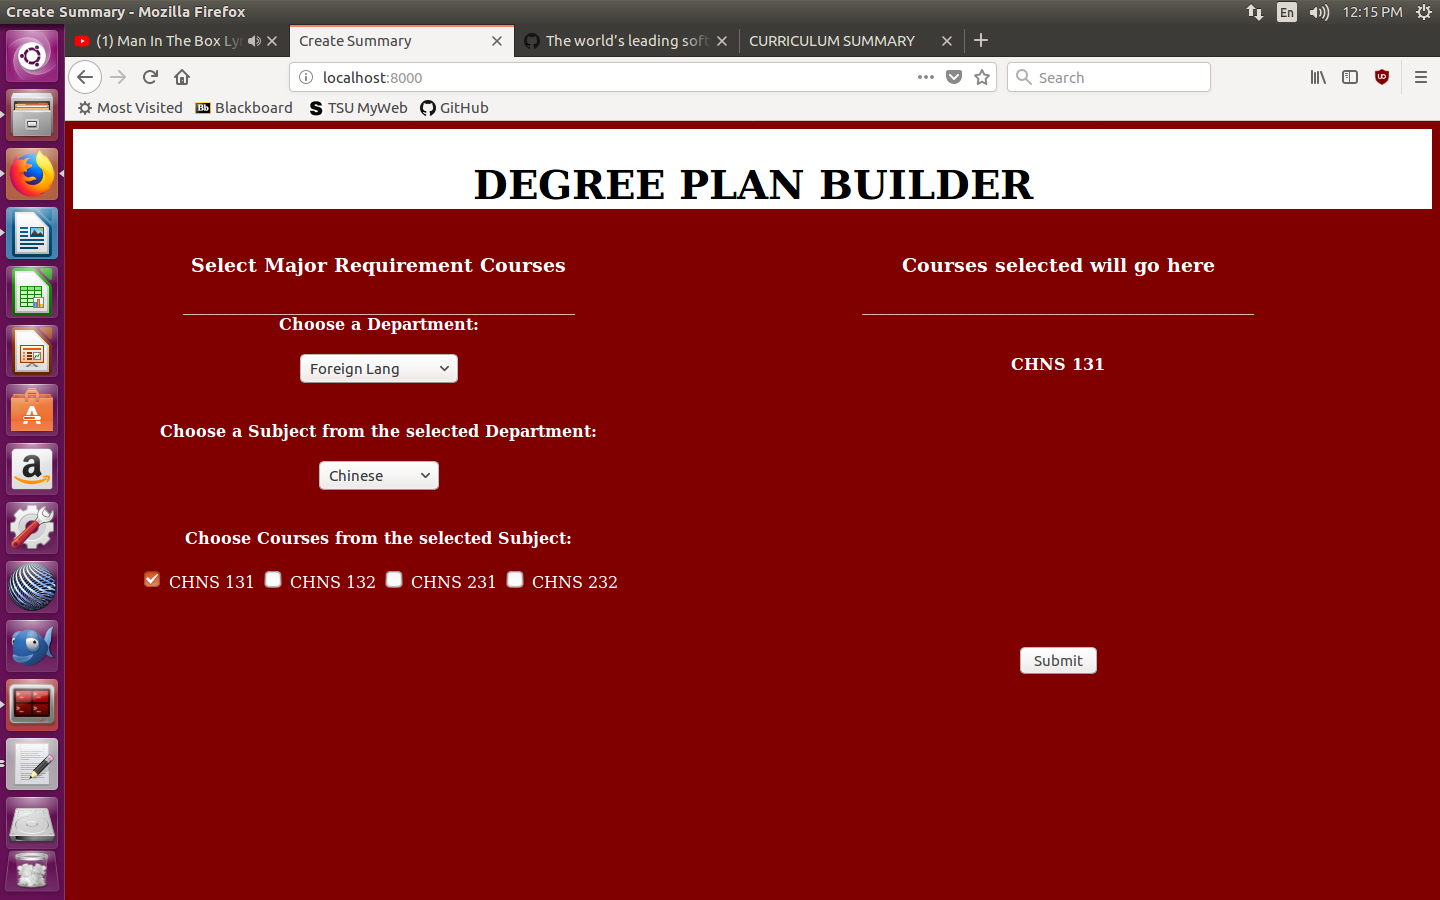 Create Summary - Mozilla Firefox
En
12:15 PM
(1) Man In The Box Ly
Create Summary
The world's leading soft
CURRICULUM SUMMARY
localhost:8000
Search
Most Visited
Bb Blackboard
S TSU MyWeb
GitHub
DEGREE PLAN BUILDER
Select Major Requirement Courses
Courses selected will go here
Choose a Department:
Foreign Lang
CHNS 131
Choose a Subject from the selected Department:
Chinese
Choose Courses from the selected Subject:
CHNS 131 CHNS 132 CHNS 231 CHNS 232
Submit